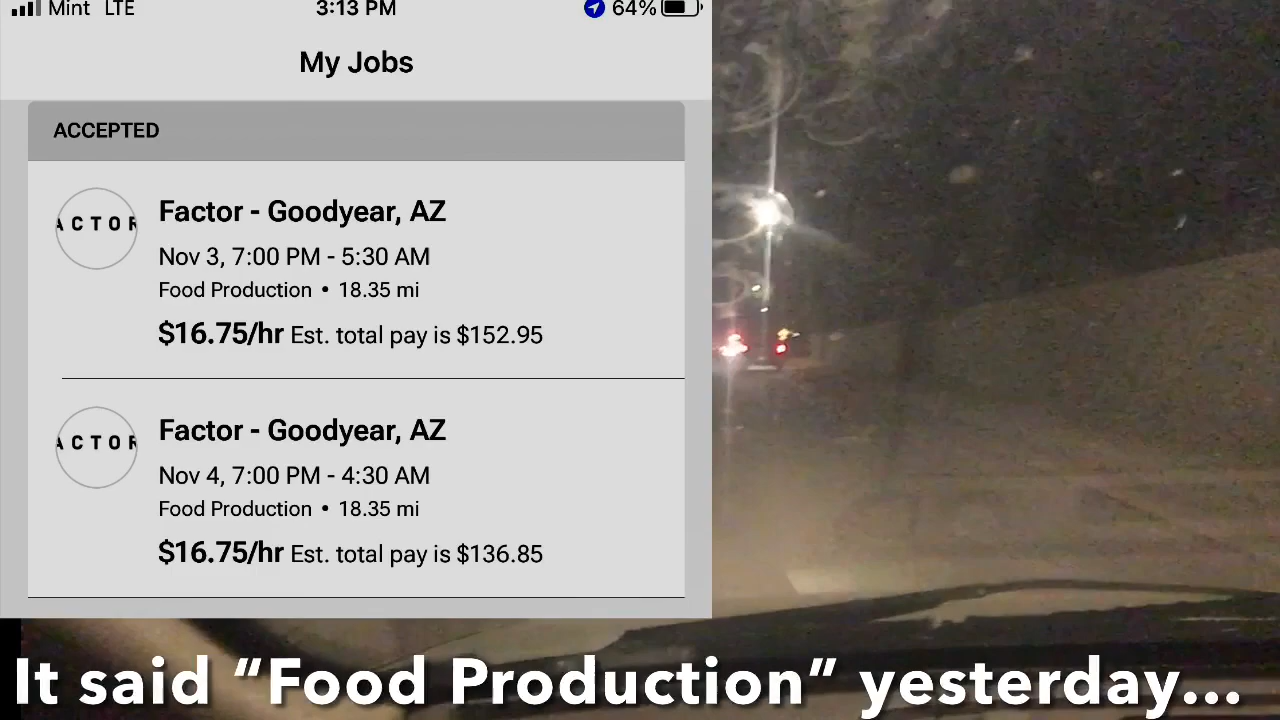 Mint LTE 3:13 PM 64%
My Jobs
ACCEPTED
ACTOR
Factor - Goodyear, AZ
Nov 3, 7:00 PM - 5:30 AM
Food Production • 18.35 mi
$16.75/hr Est. total pay is $152.95
ACTOR
Factor - Goodyear, AZ
Nov 4, 7:00 PM - 4:30 AM
Food Production • 18.35 mi
$16.75/hr Est. total pay is $136.85
It said “Food Production” yesterday...